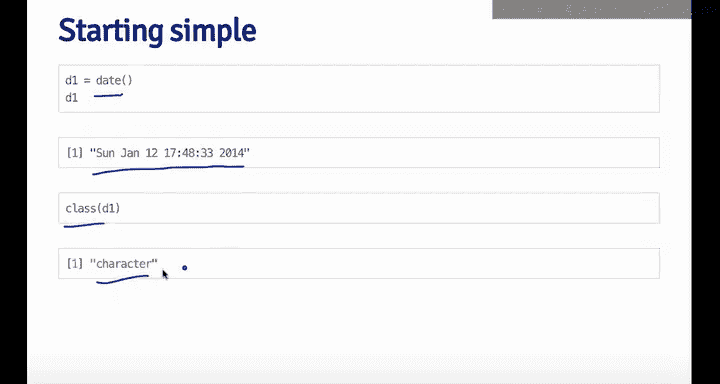 Starting simple
d1 = date()
d1
[1] "Sun Jan 12 17:48:33 2014"
class(d1)
[1] "character"